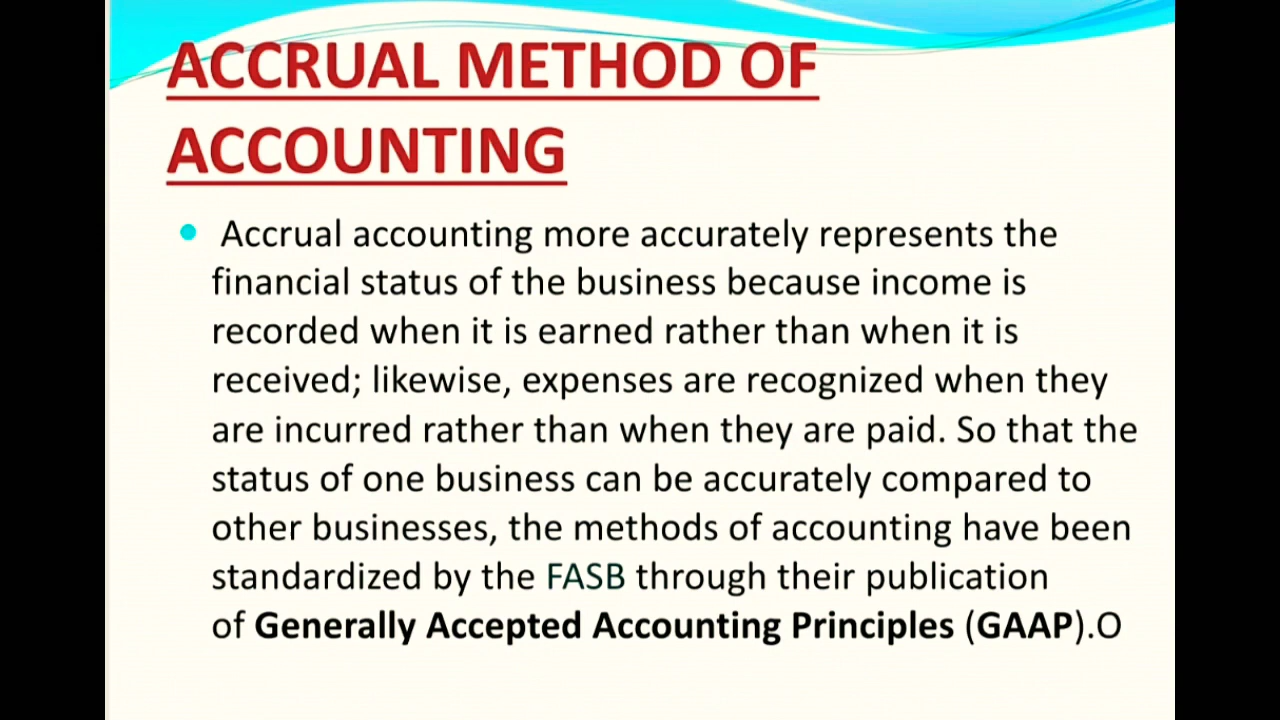 ACCRUAL METHOD OF
ACCOUNTING
Accrual accounting more accurately represents the
financial status of the business because income is
recorded when it is earned rather than when it is
received; likewise, expenses are recognized when they
are incurred rather than when they are paid. So that the
status of one business can be accurately compared to
other businesses, the methods of accounting have been
standardized by the FASB through their publication
of Generally Accepted Accounting Principles (GAAP).O